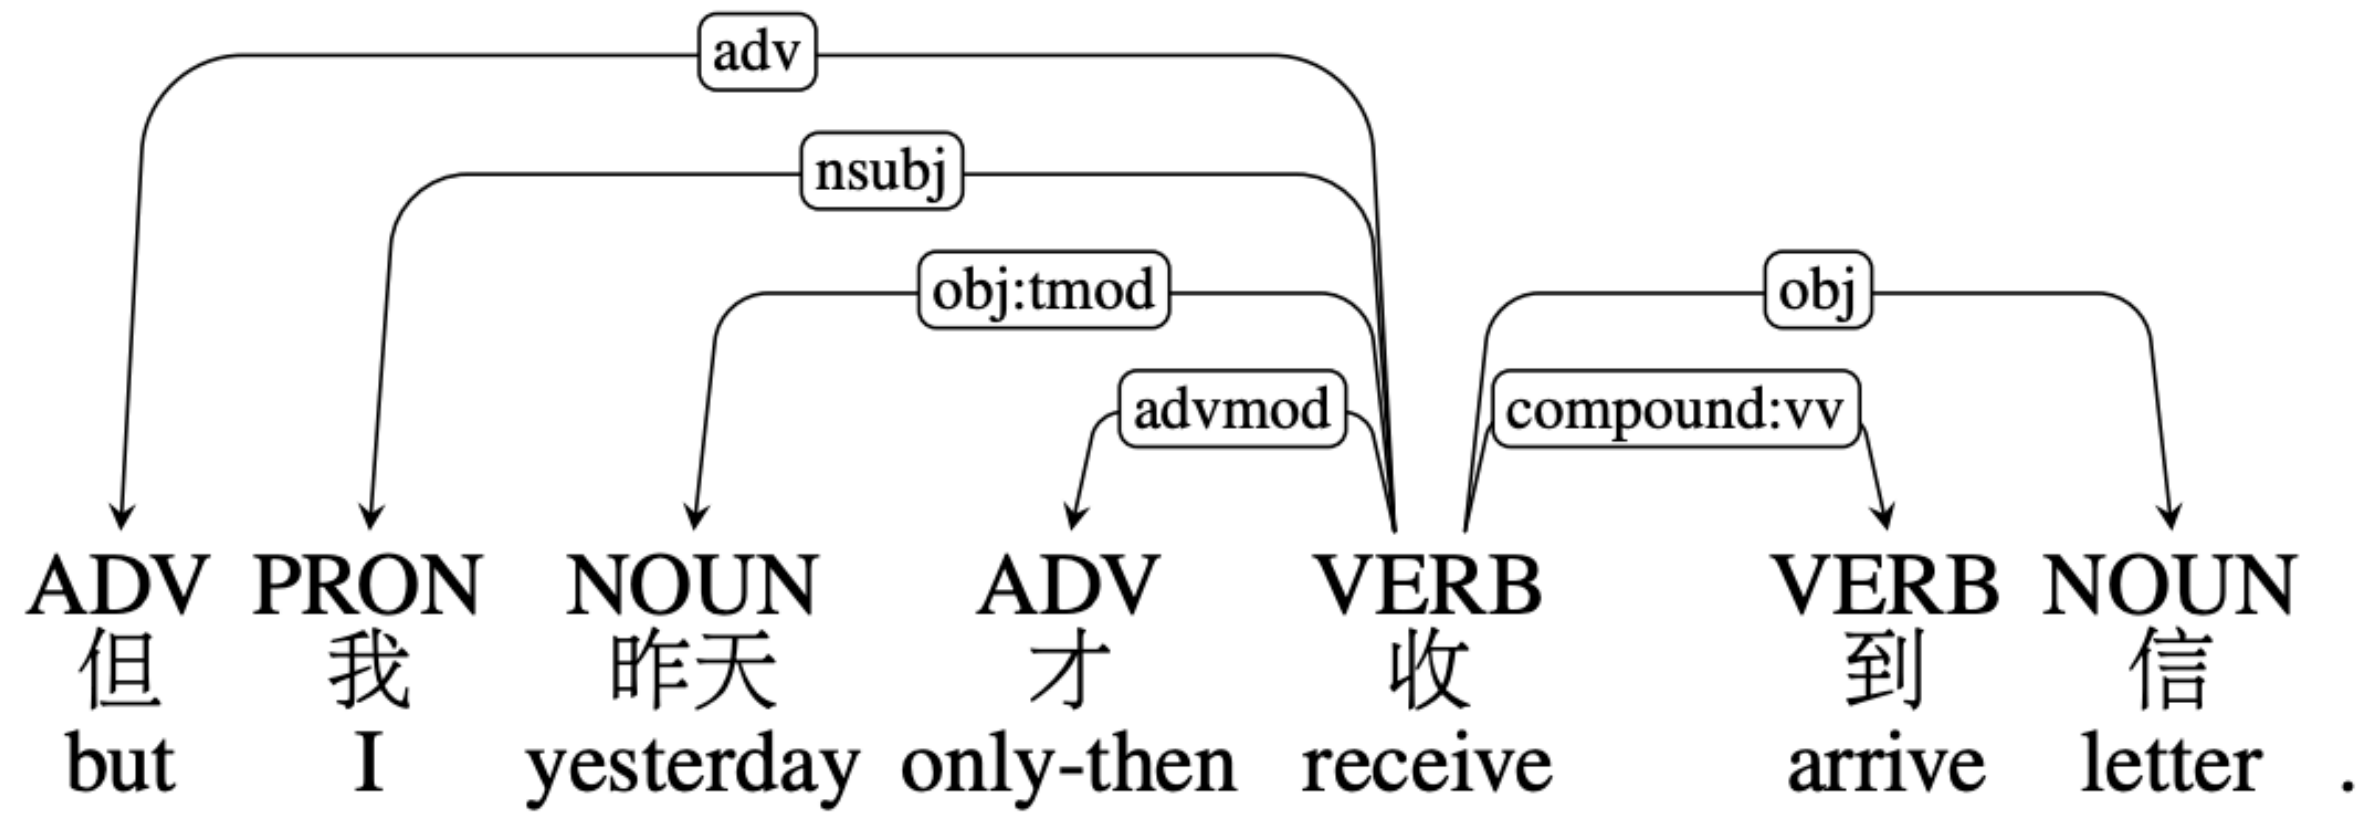 adv
nsubj
obj:tmod obj
advmod compound:vv
ADV PRON NOUN ADV VERB VERB NOUN
但 我 昨天 才 收 到 信
but I yesterday only-then receive arrive letter .